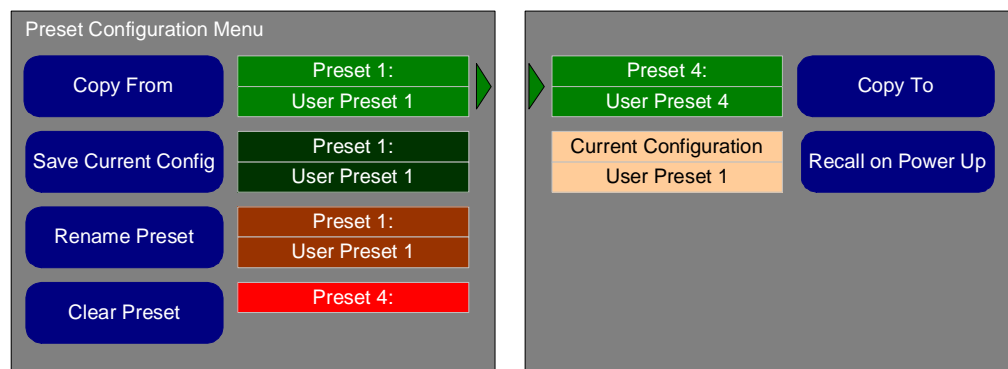 Preset Configuration Menu
Copy From
Preset 1:
User Preset 1
Save Current Config
Preset 1:
User Preset 1
Rename Preset
Preset 1:
User Preset 1
Clear Preset
Preset 4:
Preset 4:
User Preset 4
Copy To
Current Configuration
User Preset 1
Recall on Power Up